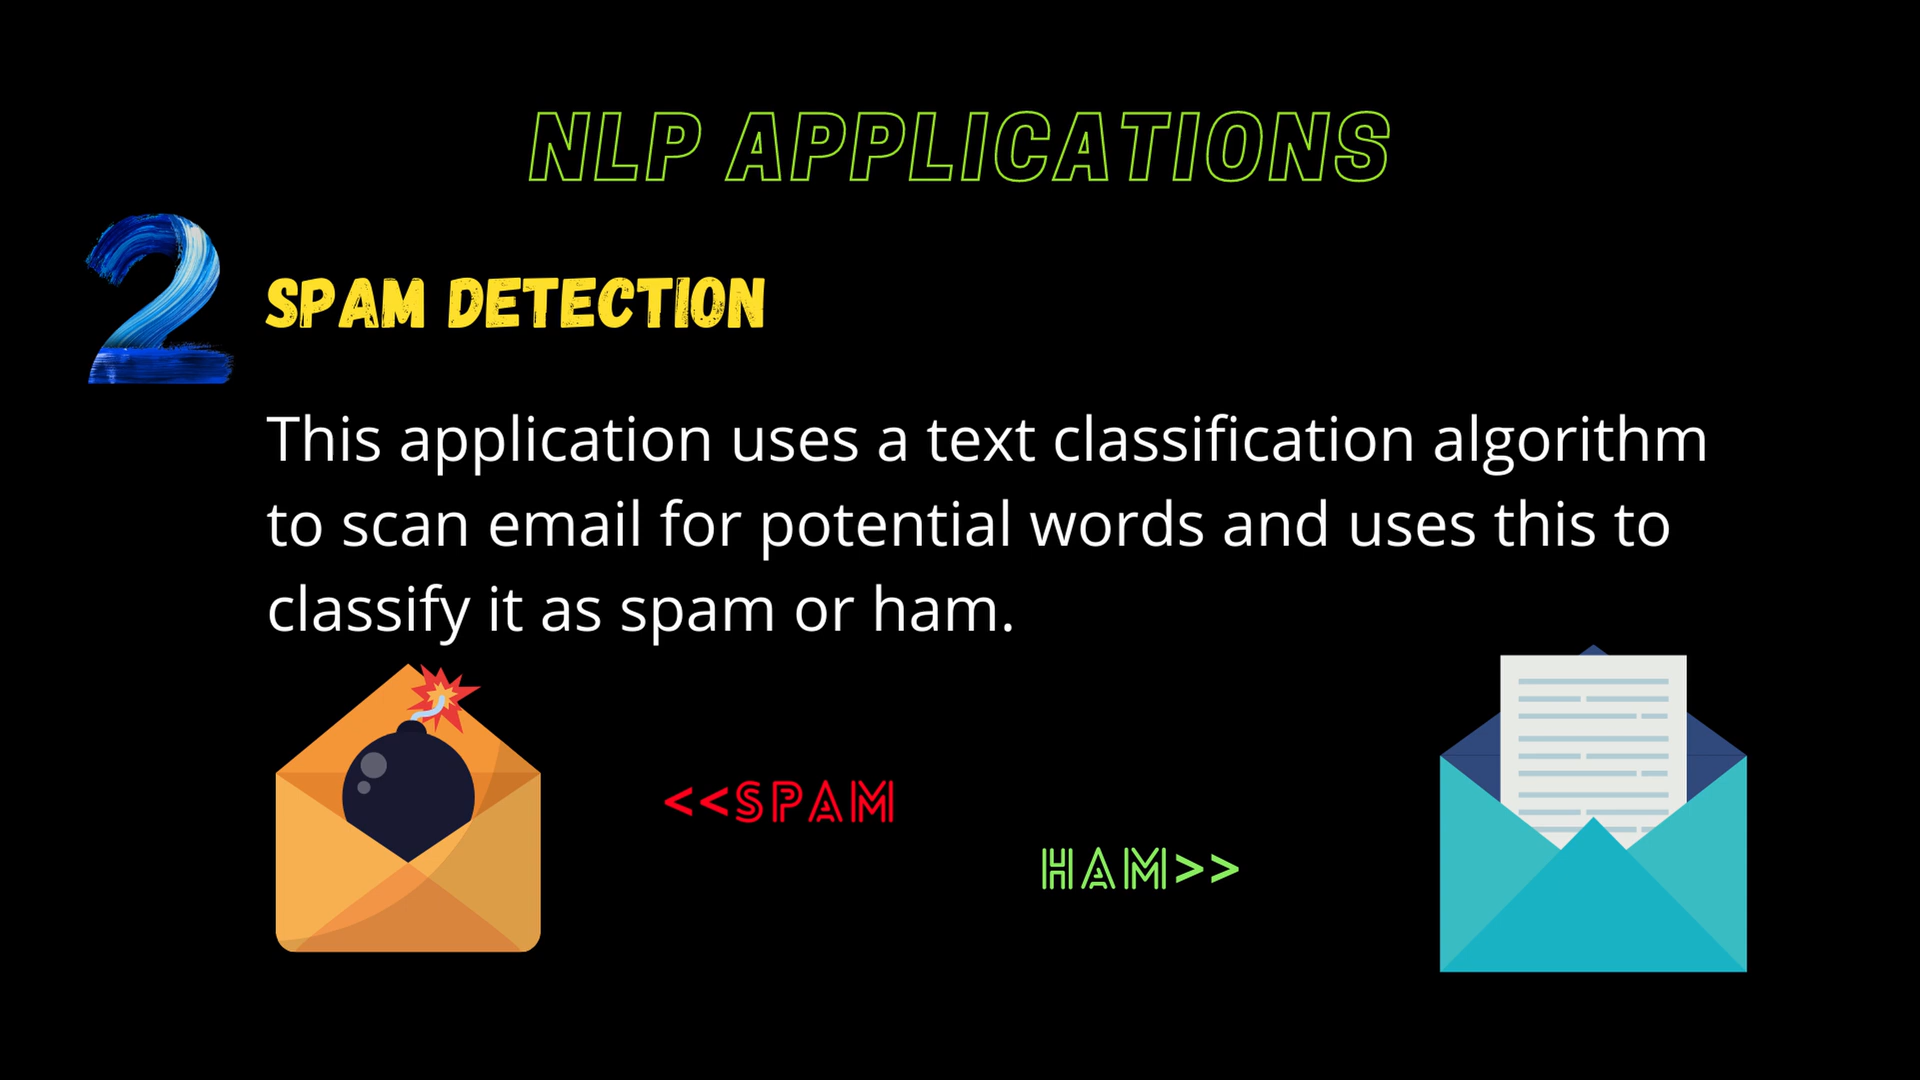 NLP APPLICATIONS
2
SPAM DETECTION
This application uses a text classification algorithm
to scan email for potential words and uses this to
classify it as spam or ham.
<<SPAM
HAM>>